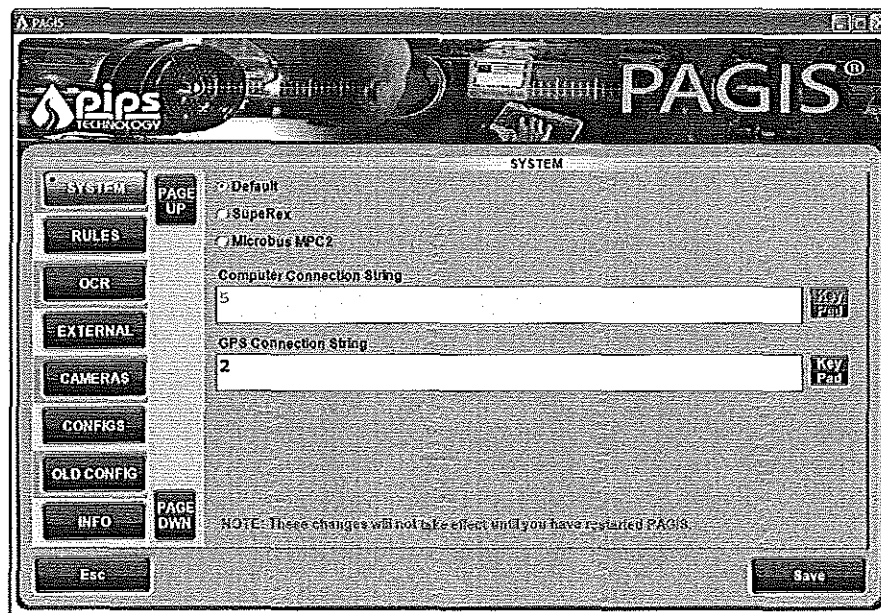 PAGIS
pips
TECHNOLOGY
PAGIS®
SYSTEM
SYSTEM
RULES
OCR
EXTERNAL
CAMERAS
CONFIGS
OLD CONFIG
INFO
PAGE
UP
PAGE
DWN
Default
SupeRex
Microbus MPC2
Computer Connection String
5
Key
Pad
GPS Connection String
2
Key
Pad
NOTE: These changes will not take effect until you have restarted PAGIS.
Esc
Save